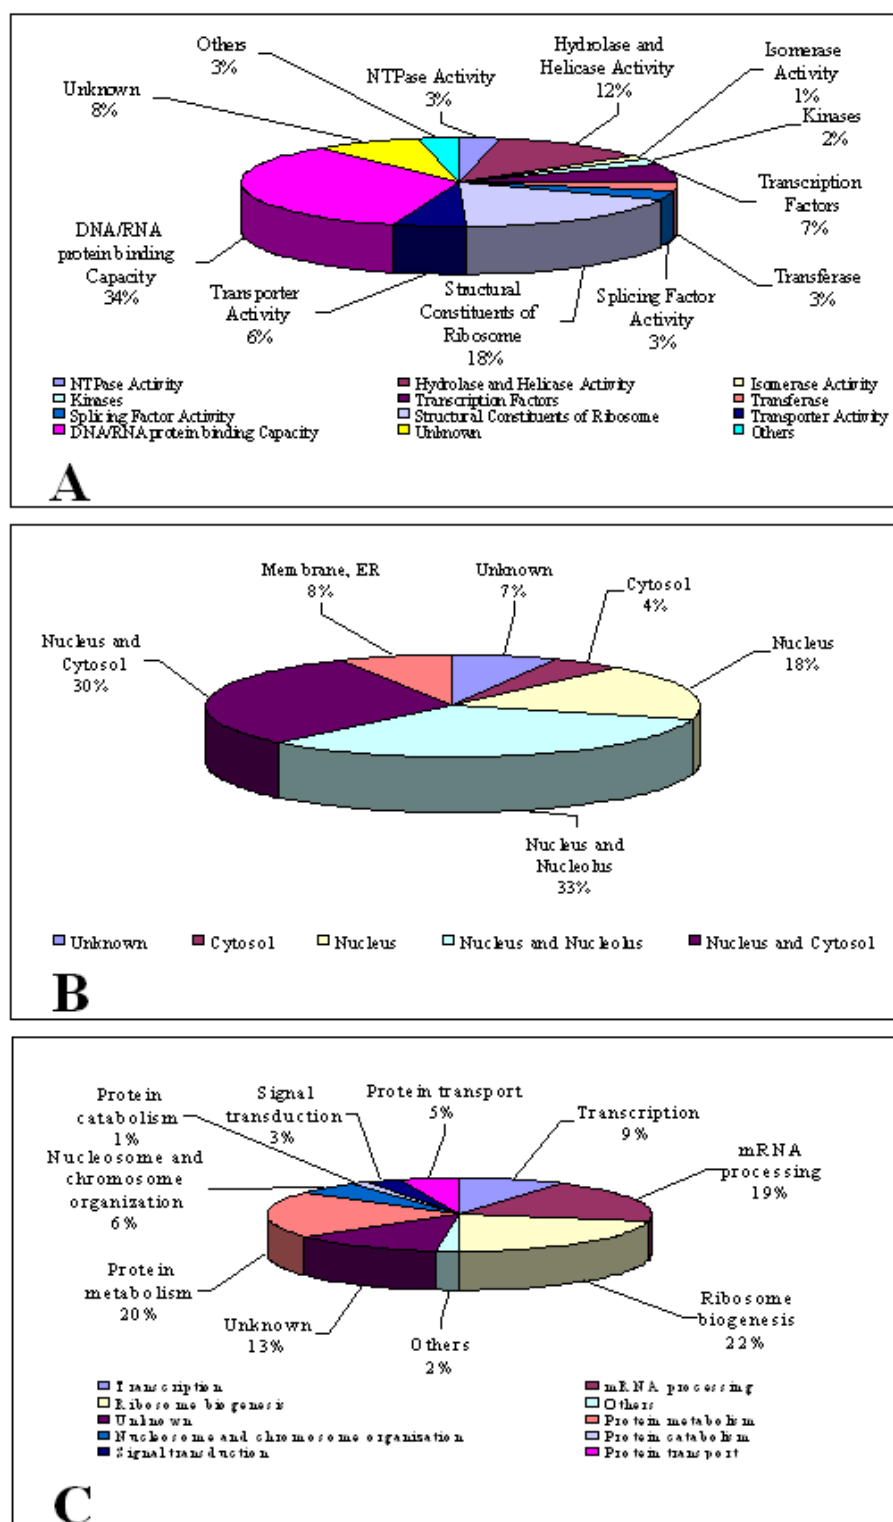 Others
3%
NTPase Activity
3%
Hydrolase and
Helicase Activity
12%
Isomerase
Activity
1%
Kinases
2%
Unknown
8%
Transcription
Factors
7%
DNA/RNA
protein binding
Capacity
34%
Transporter
Activity
6%
Structural
Constituents of
Ribosome
18%
Splicing Factor
Activity
3%
Transferase
3%
NTPase Activity
Hydrolase and Helicase Activity
Isomerase Activity
Kinases
Transcription Factors
Transferase
Splicing Factor Activity
Structural Constituents of Ribosome
Transporter Activity
DNA/RNA protein binding Capacity
Unknown
Others
A
Membrane, ER
8%
Unknown
7%
Cytosol
4%
Nucleus and
Cytosol
30%
Nucleus
18%
Nucleus and
Nucleolus
33%
Unknown
Cytosol
Nucleus
Nucleus and Nucleolus
Nucleus and Cytosol
B
Protein
catabolism
1%
Signal
transduction
3%
Protein transport
5%
Transcription
9%
Nucleosome and
chromosome
organization
6%
mRNA
processing
19%
Protein
metabolism
20%
Unknown
13%
Others
2%
Ribosome
biogenesis
22%
Transcription
mRNA processing
Ribosome biogenesis
Others
Unknown
Protein metabolism
Nucleosome and chromosome organization
Protein catabolism
Signal transduction
Protein transport
C